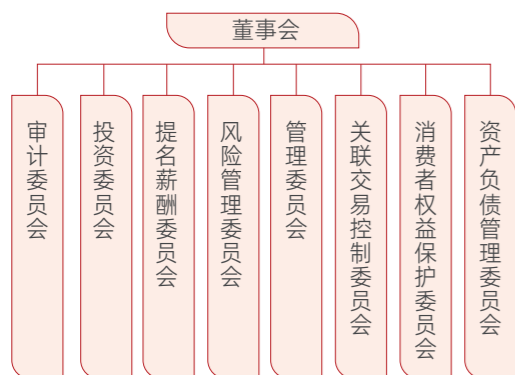 董事会
审计委员会
投资委员会
提名薪酬委员会
风险管理委员会
管理委员会
关联交易控制委员会
消费者权益保护委员会
资产负债管理委员会